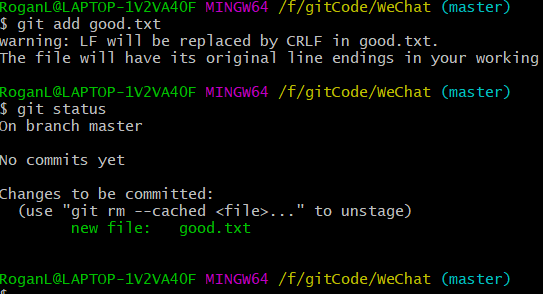 RoganL@LAPTOP-1V2VA4OF MINGW64 /f/gitCode/WeChat (master)
$ git add good.txt
warning: LF will be replaced by CRLF in good.txt.
The file will have its original line endings in your working
RoganL@LAPTOP-1V2VA4OF MINGW64 /f/gitCode/WeChat (master)
$ git status
On branch master
No commits yet
Changes to be committed:
(use "git rm --cached <file>..." to unstage)
new file: good.txt
RoganL@LAPTOP-1V2VA4OF MINGW64 /f/gitCode/WeChat (master)
$